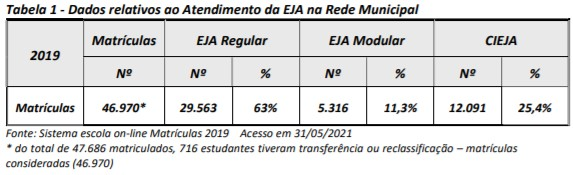 Tabela 1 - Dados relativos ao Atendimento da EJA na Rede Municipal
2019 Matrículas EJA Regular EJA Modular CIEJA
Nº Nº % Nº % Nº %
Matrículas 46.970* 29.563 63% 5.316 11,3% 12.091 25,4%
Fonte: Sistema escola on-line Matrículas 2019 Acesso em 31/05/2021
* do total de 47.686 matriculados, 716 estudantes tiveram transferência ou reclassificação – matrículas
consideradas (46.970)